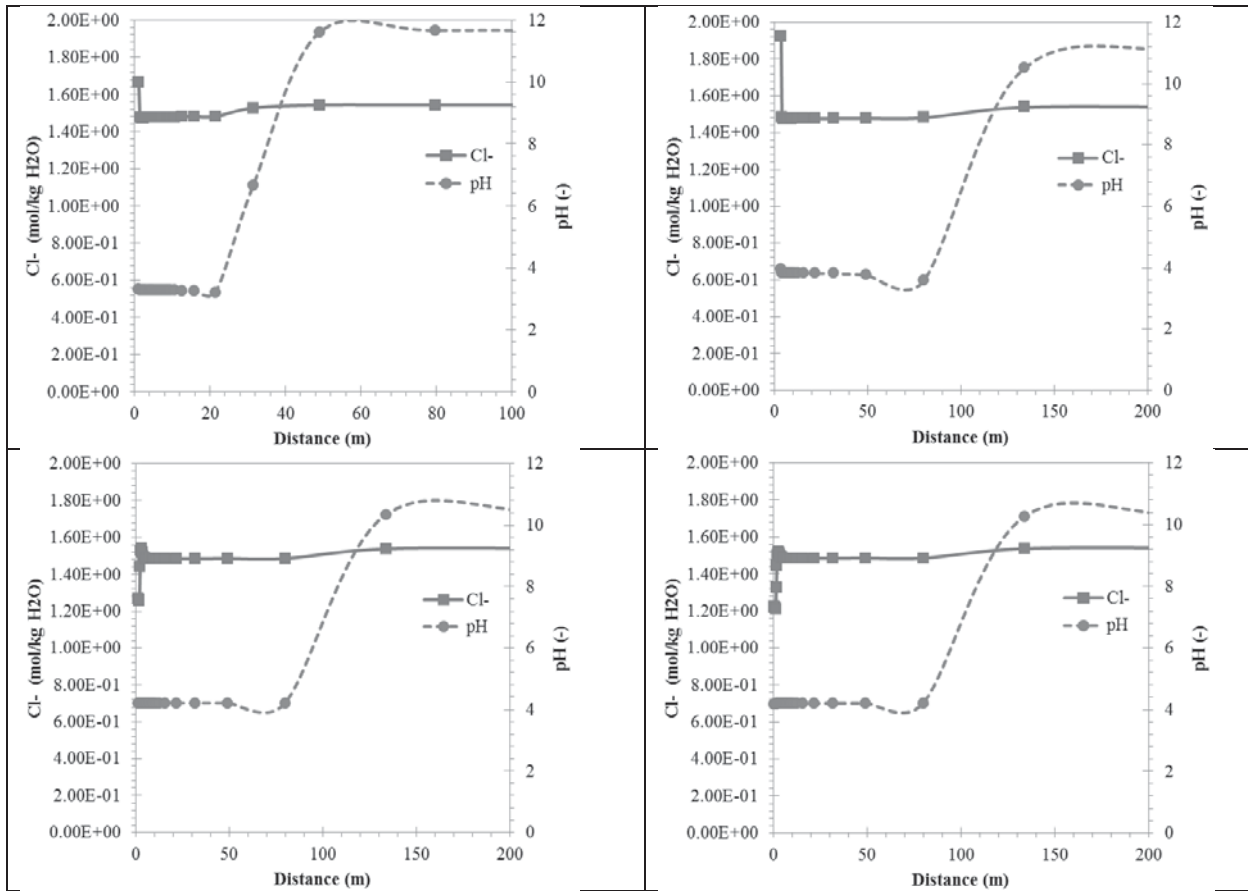 2.00E+00
1.80E+00
1.60E+00
1.40E+00
1.20E+00
1.00E+00
8.00E-01
6.00E-01
4.00E-01
2.00E-01
0.00E+00
Cl- (mol/kg H2O)
12
10
8
6
4
2
0
pH (-)
Cl-
pH
0 20 40 60 80 100
Distance (m)
2.00E+00
1.80E+00
1.60E+00
1.40E+00
1.20E+00
1.00E+00
8.00E-01
6.00E-01
4.00E-01
2.00E-01
0.00E+00
Cl- (mol/kg H2O)
12
10
8
6
4
2
0
pH (-)
Cl-
pH
0 50 100 150 200
Distance (m)
2.00E+00
1.80E+00
1.60E+00
1.40E+00
1.20E+00
1.00E+00
8.00E-01
6.00E-01
4.00E-01
2.00E-01
0.00E+00
Cl- (mol/kg H2O)
12
10
8
6
4
2
0
pH (-)
Cl-
pH
0 50 100 150 200
Distance (m)
2.00E+00
1.80E+00
1.60E+00
1.40E+00
1.20E+00
1.00E+00
8.00E-01
6.00E-01
4.00E-01
2.00E-01
0.00E+00
Cl- (mol/kg H2O)
12
10
8
6
4
2
0
pH (-)
Cl-
pH
0 50 100 150 200
Distance (m)